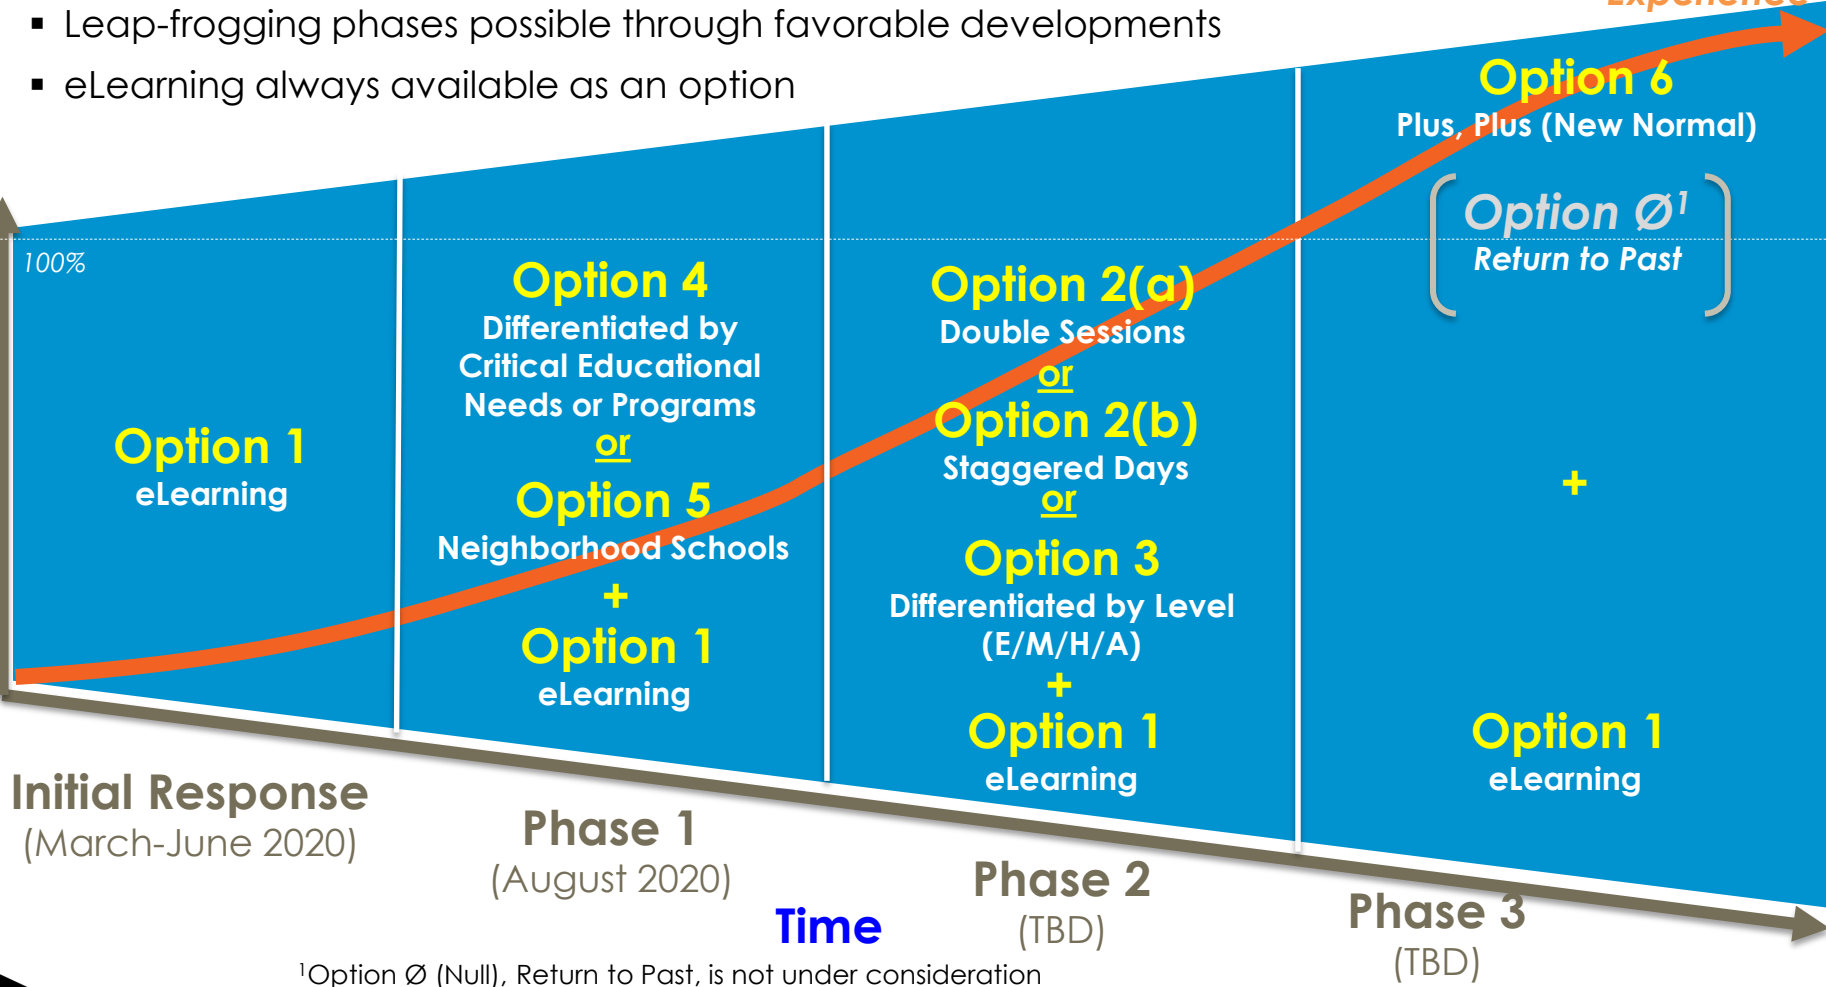 ▪ Leap-frogging phases possible through favorable developments
▪ eLearning always available as an option
Experience
100%
Option 1
eLearning
Option 4
Differentiated by
Critical Educational
Needs or Programs
or
Option 5
Neighborhood Schools
+
Option 1
eLearning
Option 2(a)
Double Sessions
or
Option 2(b)
Staggered Days
or
Option 3
Differentiated by Level
(E/M/H/A)
+
Option 1
eLearning
Option 6
Plus, Plus (New Normal)
Option Ø¹
Return to Past
+
Option 1
eLearning
Initial Response
(March-June 2020)
Phase 1
(August 2020)
Phase 2
(TBD)
Phase 3
(TBD)
Time
¹Option Ø (Null), Return to Past, is not under consideration